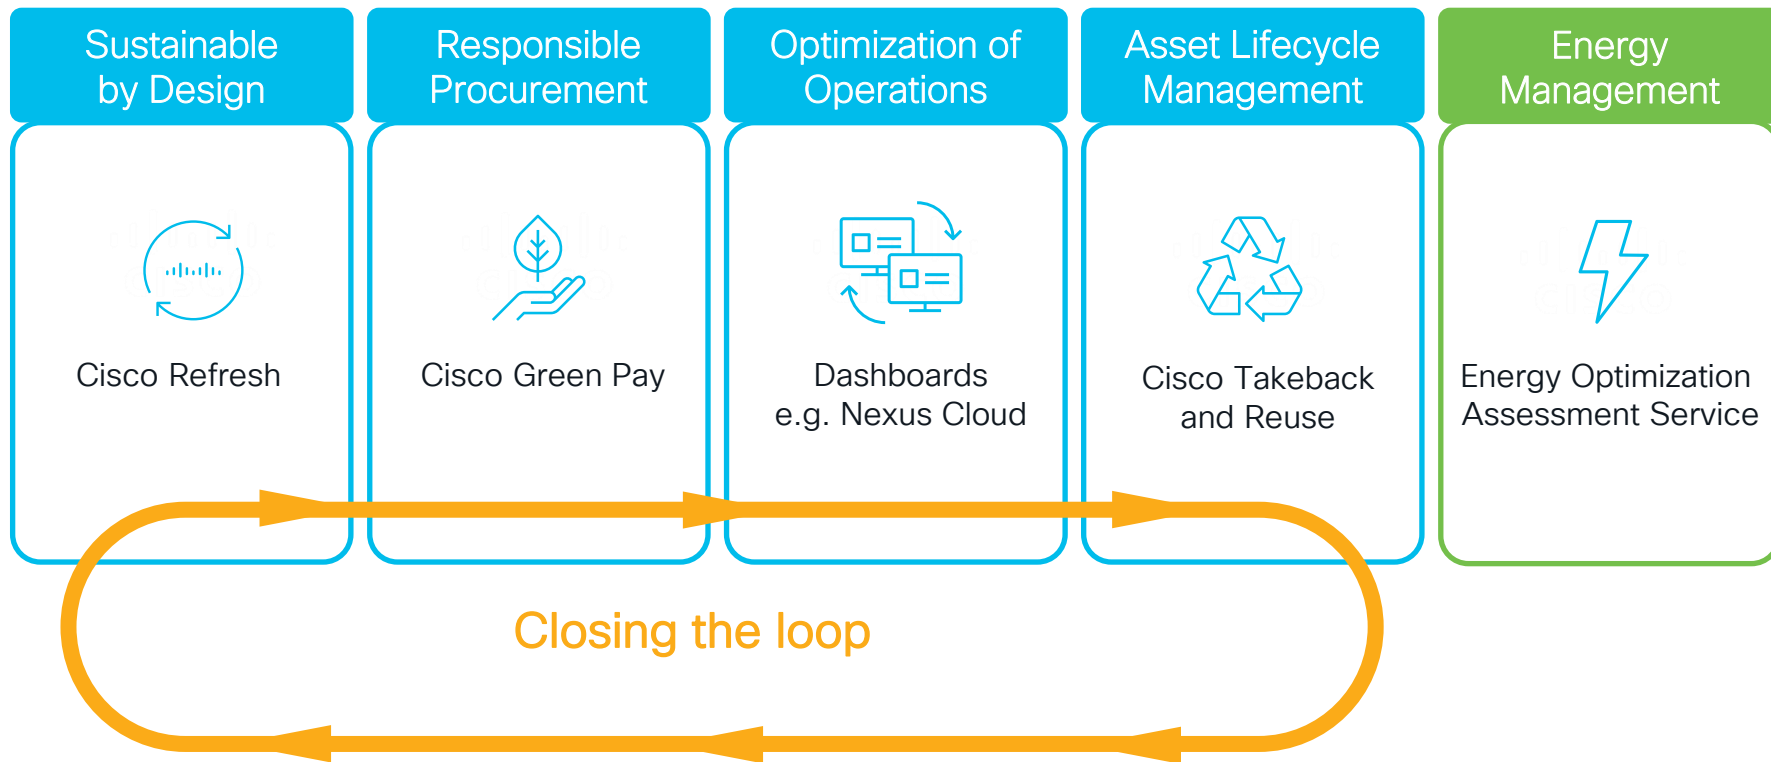 Sustainable
by Design
Responsible
Procurement
Optimization of
Operations
Asset Lifecycle
Management
Energy
Management
Cisco Refresh
Cisco Green Pay
Dashboards
e.g. Nexus Cloud
Cisco Takeback
and Reuse
Energy Optimization
Assessment Service
Closing the loop